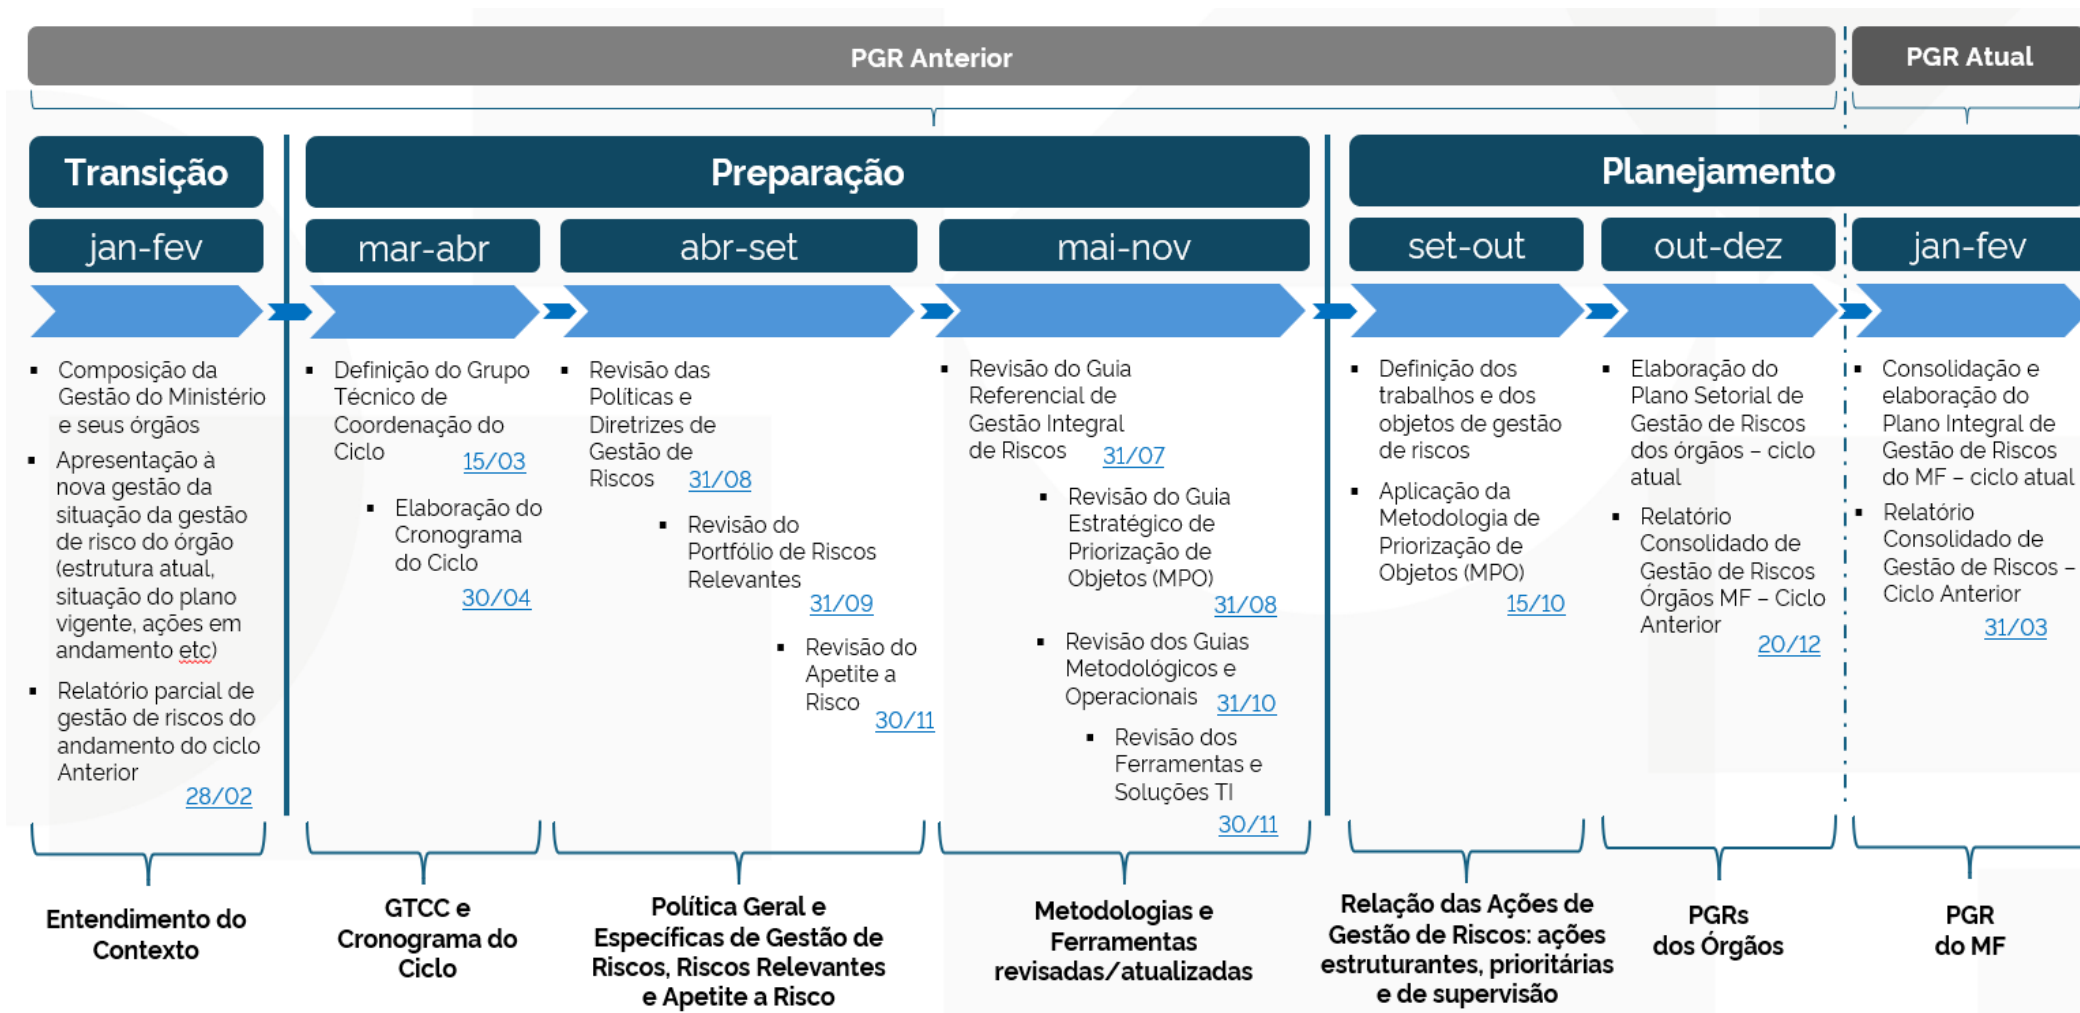 PGR Anterior
PGR Atual
Transição
Preparação
Planejamento
jan-fev
mar-abr
abr-set
mai-nov
set-out
out-dez
jan-fev
▪ Composição da
Gestão do Ministério
e seus órgãos
▪ Apresentação à
nova gestão da
situação da gestão
de risco do órgão
(estrutura atual,
situação do plano
vigente, ações em
andamento etc)
▪ Relatório parcial de
gestão de riscos do
andamento do ciclo
Anterior
28/02
▪ Definição do Grupo
Técnico de
Coordenação do
Ciclo
15/03
▪ Elaboração do
Cronograma
do Ciclo
30/04
▪ Revisão das
Políticas e
Diretrizes de
Gestão de
Riscos
31/08
▪ Revisão do
Portfólio de Riscos
Relevantes
31/09
▪ Revisão do
Apetite a
Risco
30/11
▪ Revisão do Guia
Referencial de
Gestão Integral
de Riscos
31/07
▪ Revisão do Guia
Estratégico de
Priorização de
Objetos (MPO)
31/08
▪ Revisão dos Guias
Metodológicos e
Operacionais
31/10
▪ Revisão dos
Ferramentas e
Soluções TI
30/11
▪ Definição dos
trabalhos e dos
objetos de gestão
de riscos
▪ Aplicação da
Metodologia de
Priorização de
Objetos (MPO)
15/10
▪ Elaboração do
Plano Setorial de
Gestão de Riscos
dos órgãos – ciclo
atual
▪ Relatório
Consolidado de
Gestão de Riscos
Órgãos MF – Ciclo
Anterior
20/12
▪ Consolidação e
elaboração do
Plano Integral de
Gestão de Riscos
do MF – ciclo atual
▪ Relatório
Consolidado de
Gestão de Riscos –
Ciclo Anterior
31/03
Entendimento do
Contexto
GTCC e
Cronograma do
Ciclo
Política Geral e
Específicas de Gestão de
Riscos, Riscos Relevantes
e Apetite a Risco
Metodologias e
Ferramentas
revisadas/atualizadas
Relação das Ações de
Gestão de Riscos: ações
estruturantes, prioritárias
e de supervisão
PGRs
dos Órgãos
PGR
do MF